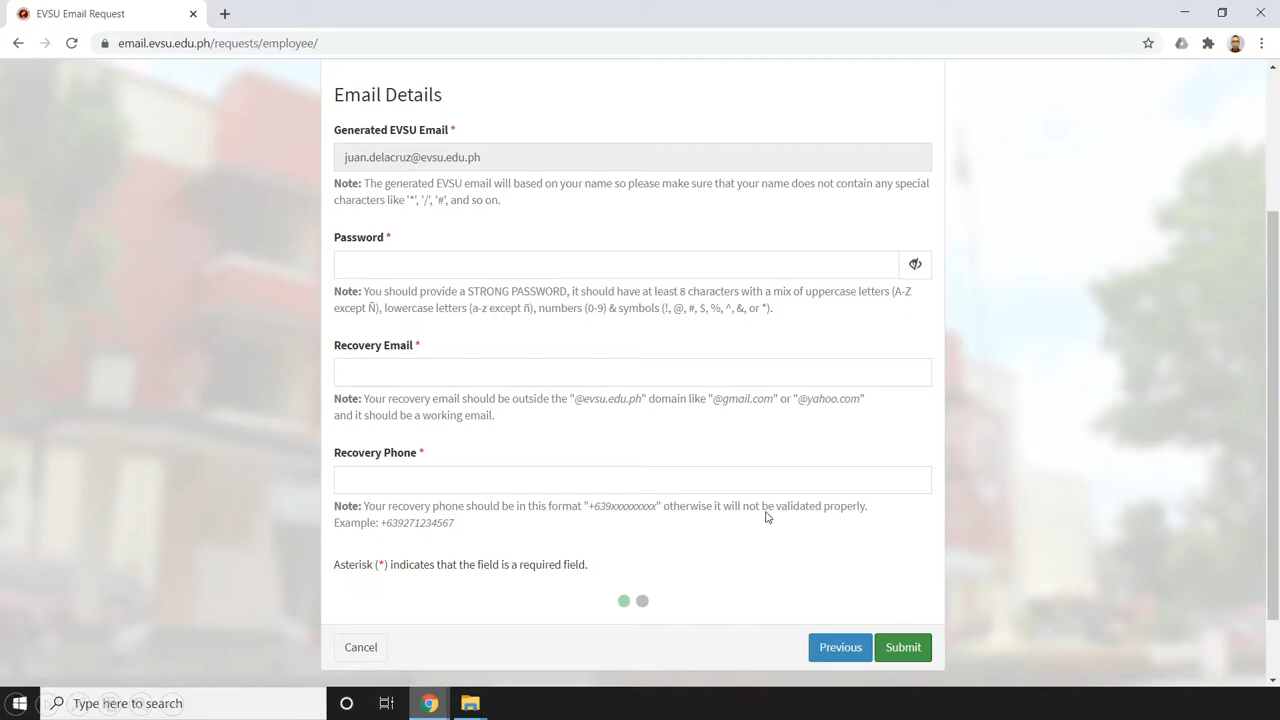 EVSU Email Request
email.evsu.edu.ph/requests/employee/
Email Details
Generated EVSU Email *
juan.delacruz@evsu.edu.ph
Note: The generated EVSU email will based on your name so please make sure that your name does not contain any special
characters like '*', '/', '#', and so on.
Password *
Note: You should provide a STRONG PASSWORD, it should have at least 8 characters with a mix of uppercase letters (A-Z
except Ñ), lowercase letters (a-z except ñ), numbers (0-9) & symbols (!, @, #, $, %, ^, &, or *).
Recovery Email *
Note: Your recovery email should be outside the "@evsu.edu.ph" domain like "@gmail.com" or "@yahoo.com"
and it should be a working email.
Recovery Phone *
Note: Your recovery phone should be in this format "+639xxxxxxxxx" otherwise it will not be validated properly.
Example: +639271234567
Asterisk (*) indicates that the field is a required field.
Cancel
Previous
Submit
Type here to search